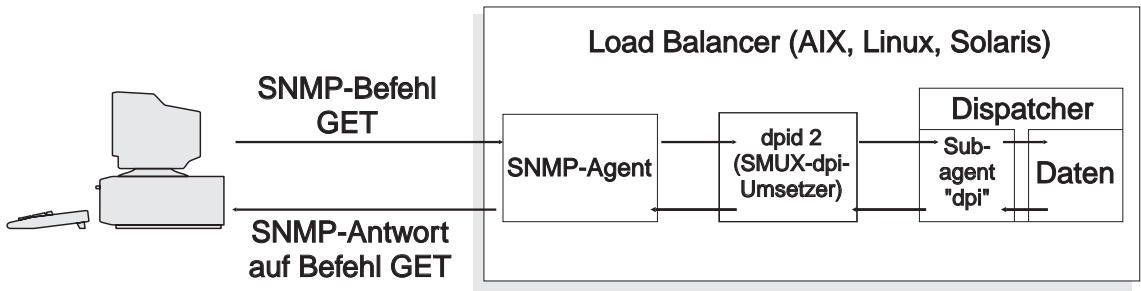 Load Balancer (AIX, Linux, Solaris)
SNMP-Befehl
GET
SNMP-Agent
dpid 2
(SMUX-dpi-
Umsetzer)
Dispatcher
Sub-
agent
"dpi"
Daten
SNMP-Antwort
auf Befehl GET